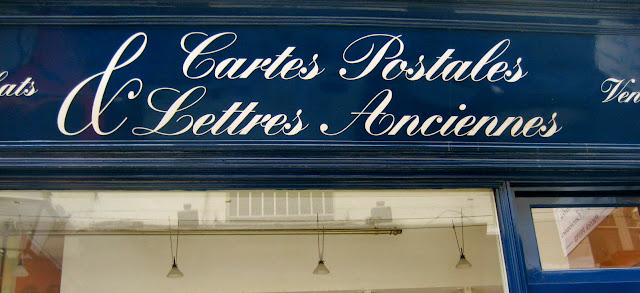 Cartes Postales
& Lettres Anciennes